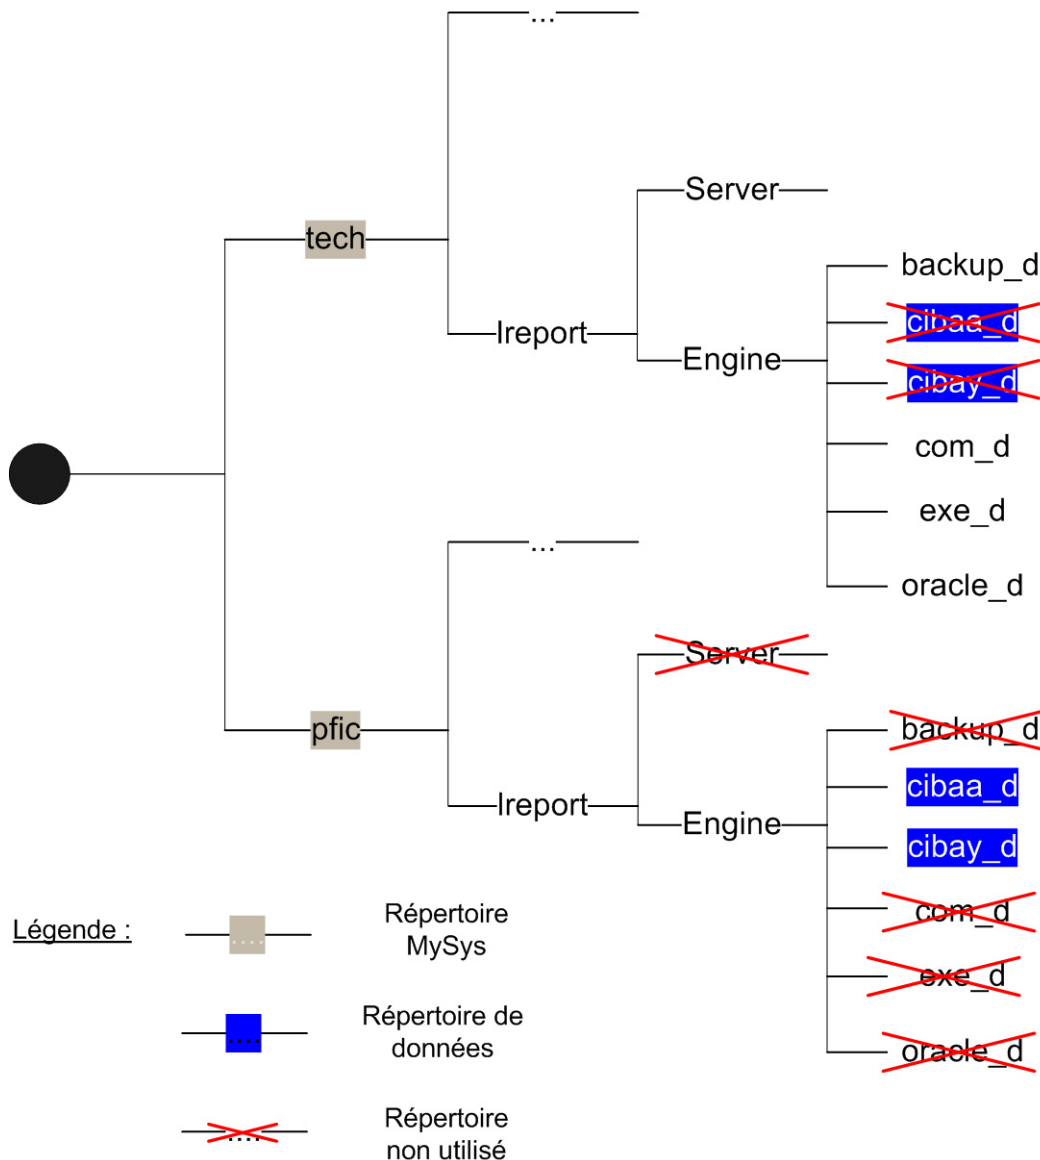 ...
Server
tech
backup_d
cibaa_d
Ireport
Engine
cibay_d
com_d
exe_d
...
oracle_d
Server
pfic
backup_d
cibaa_d
Ireport
Engine
cibay_d
Légende :
....
Répertoire
MySys
com_d
exe_d
....
Répertoire de
données
oracle_d
....
Répertoire
non utilisé